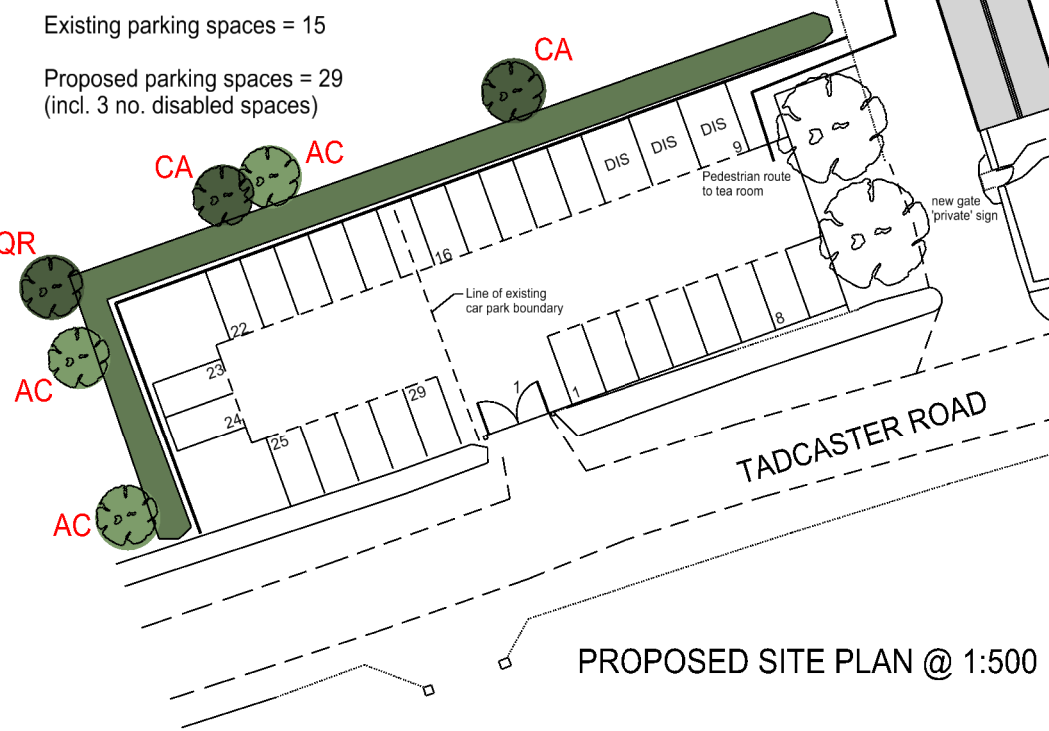 Existing parking spaces = 15
Proposed parking spaces = 29
(incl. 3 no. disabled spaces)
CA
CA
AC
QR
AC
AC
DIS
DIS
DIS
9
Pedestrian route
to tea room
new gate
'private' sign
16
Line of existing
car park boundary
22
23
24
25
29
1
8
TADCASTER ROAD
PROPOSED SITE PLAN @ 1:500